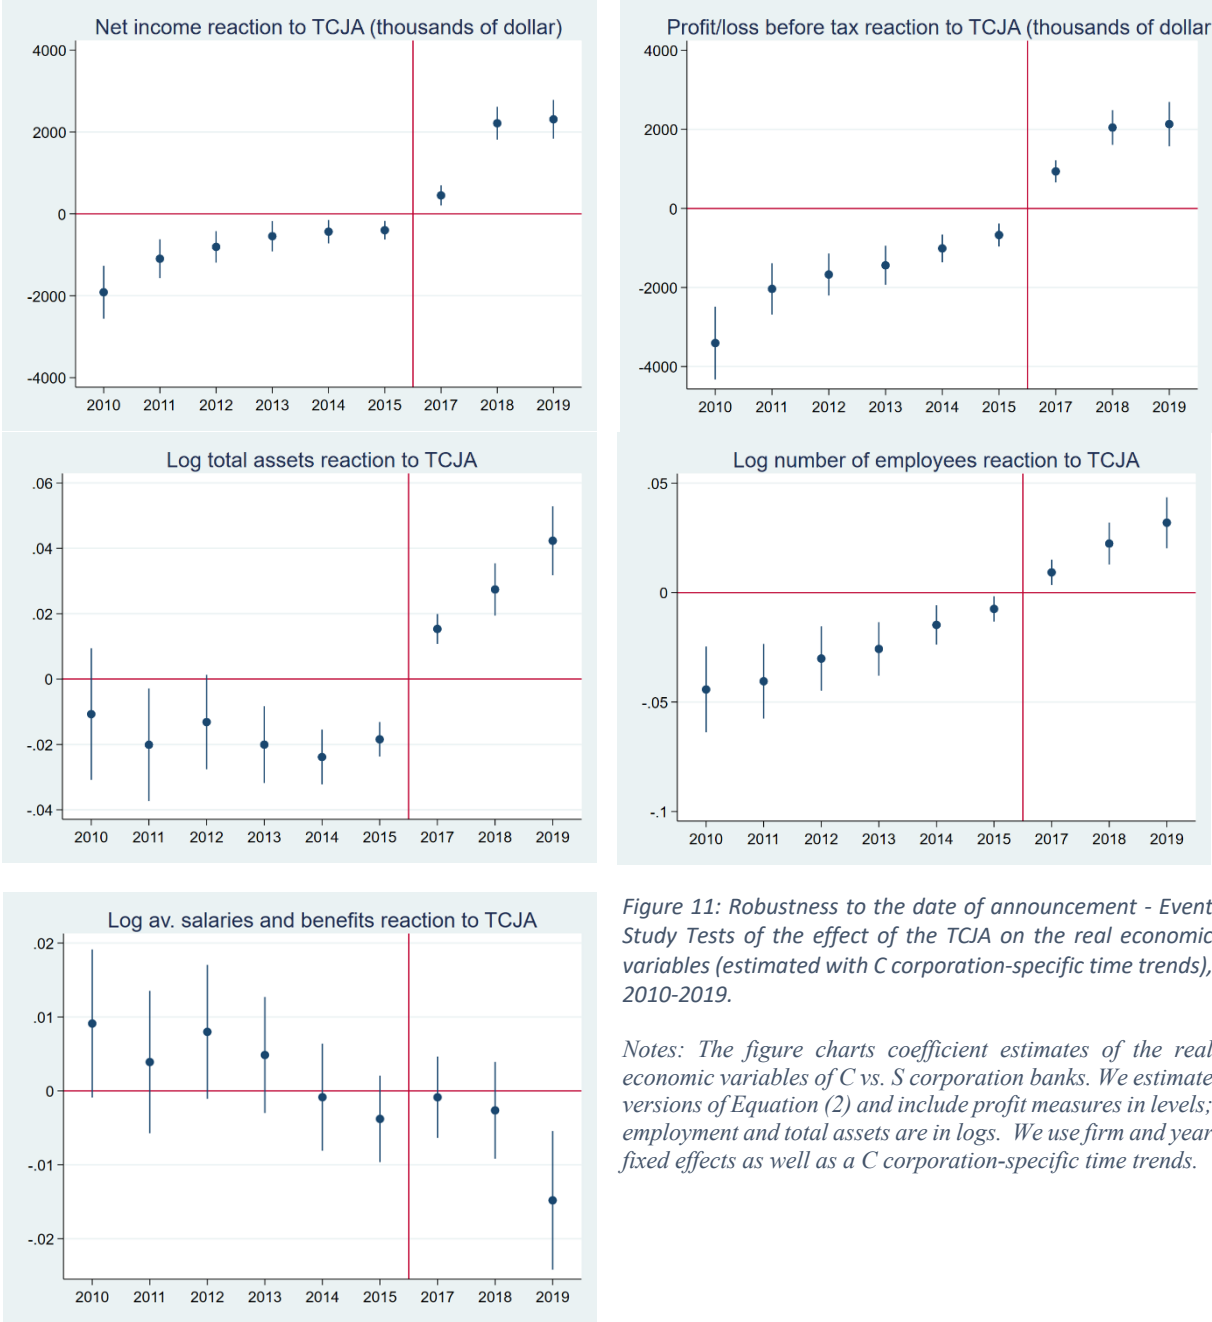 Net income reaction to TCJA (thousands of dollar)
4000
2000
0
-2000
-4000
2010 2011 2012 2013 2014 2015 2017 2018 2019
Profit/loss before tax reaction to TCJA (thousands of dollar
4000
2000
0
-2000
-4000
2010 2011 2012 2013 2014 2015 2017 2018 2019
Log total assets reaction to TCJA
.06
.04
.02
0
-.02
-.04
2010 2011 2012 2013 2014 2015 2017 2018 2019
Log number of employees reaction to TCJA
.05
0
-.05
-.1
2010 2011 2012 2013 2014 2015 2017 2018 2019
Log av. salaries and benefits reaction to TCJA
.02
.01
0
-.01
-.02
2010 2011 2012 2013 2014 2015 2017 2018 2019
Figure 11: Robustness to the date of announcement - Event
Study Tests of the effect of the TCJA on the real economic
variables (estimated with C corporation-specific time trends),
2010-2019.
Notes: The figure charts coefficient estimates of the real
economic variables of C vs. S corporation banks. We estimate
versions of Equation (2) and include profit measures in levels;
employment and total assets are in logs. We use firm and year
fixed effects as well as a C corporation-specific time trends.